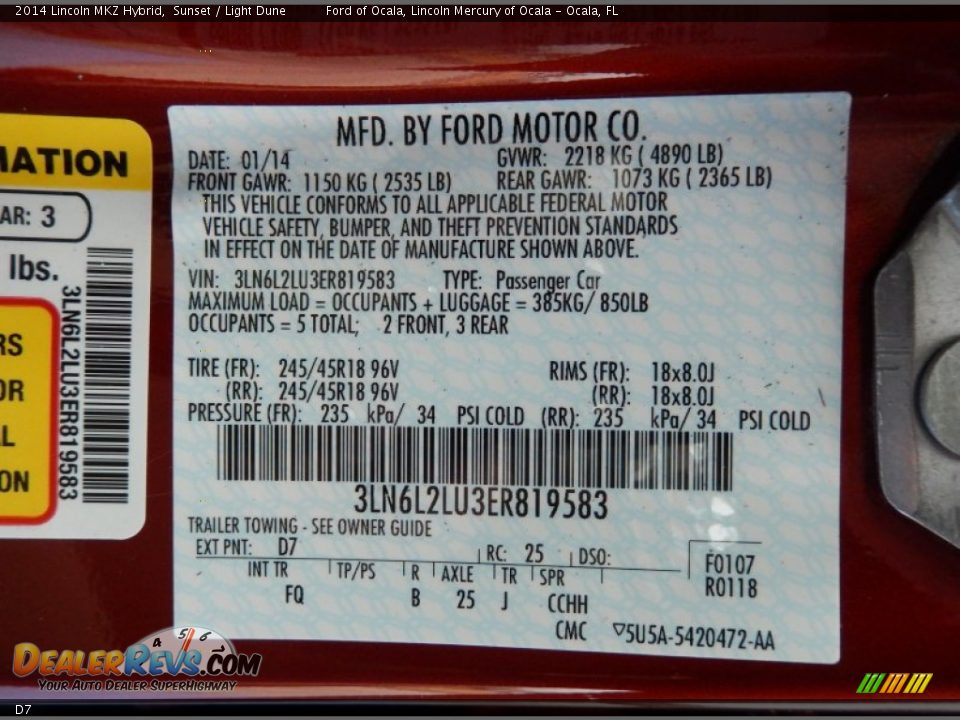 2014 Lincoln MKZ Hybrid, Sunset / Light Dune Ford of Ocala, Lincoln Mercury of Ocala - Ocala, FL
MATION
AR: 3
lbs.
RS
OR
L
ON
3LN6L2LU3ER819583
MFD. BY FORD MOTOR CO.
DATE: 01/14 GVWR: 2218 KG ( 4890 LB)
FRONT GAWR: 1150 KG ( 2535 LB) REAR GAWR: 1073 KG ( 2365 LB)
THIS VEHICLE CONFORMS TO ALL APPLICABLE FEDERAL MOTOR
VEHICLE SAFETY, BUMPER, AND THEFT PREVENTION STANDARDS
IN EFFECT ON THE DATE OF MANUFACTURE SHOWN ABOVE.
VIN: 3LN6L2LU3ER819583 TYPE: Passenger Car
MAXIMUM LOAD = OCCUPANTS + LUGGAGE = 385KG/ 850LB
OCCUPANTS = 5 TOTAL; 2 FRONT, 3 REAR
TIRE (FR): 245/45R18 96V RIMS (FR): 18x8.0J
(RR): 245/45R18 96V (RR): 18x8.0J
PRESSURE (FR): 235 kPa/ 34 PSI COLD (RR): 235 kPa/ 34 PSI COLD
3LN6L2LU3ER819583
TRAILER TOWING - SEE OWNER GUIDE
EXT PNT: D7 RC: 25 DSO:
INT TR TP/PS R AXLE TR SPR
FQ B 25 J CCHH
F0107
R0118
CMC ▽5U5A-5420472-AA
4 5 6
DEALERREVS.COM
YOUR AUTO DEALER SUPERHIGHWAY
D7